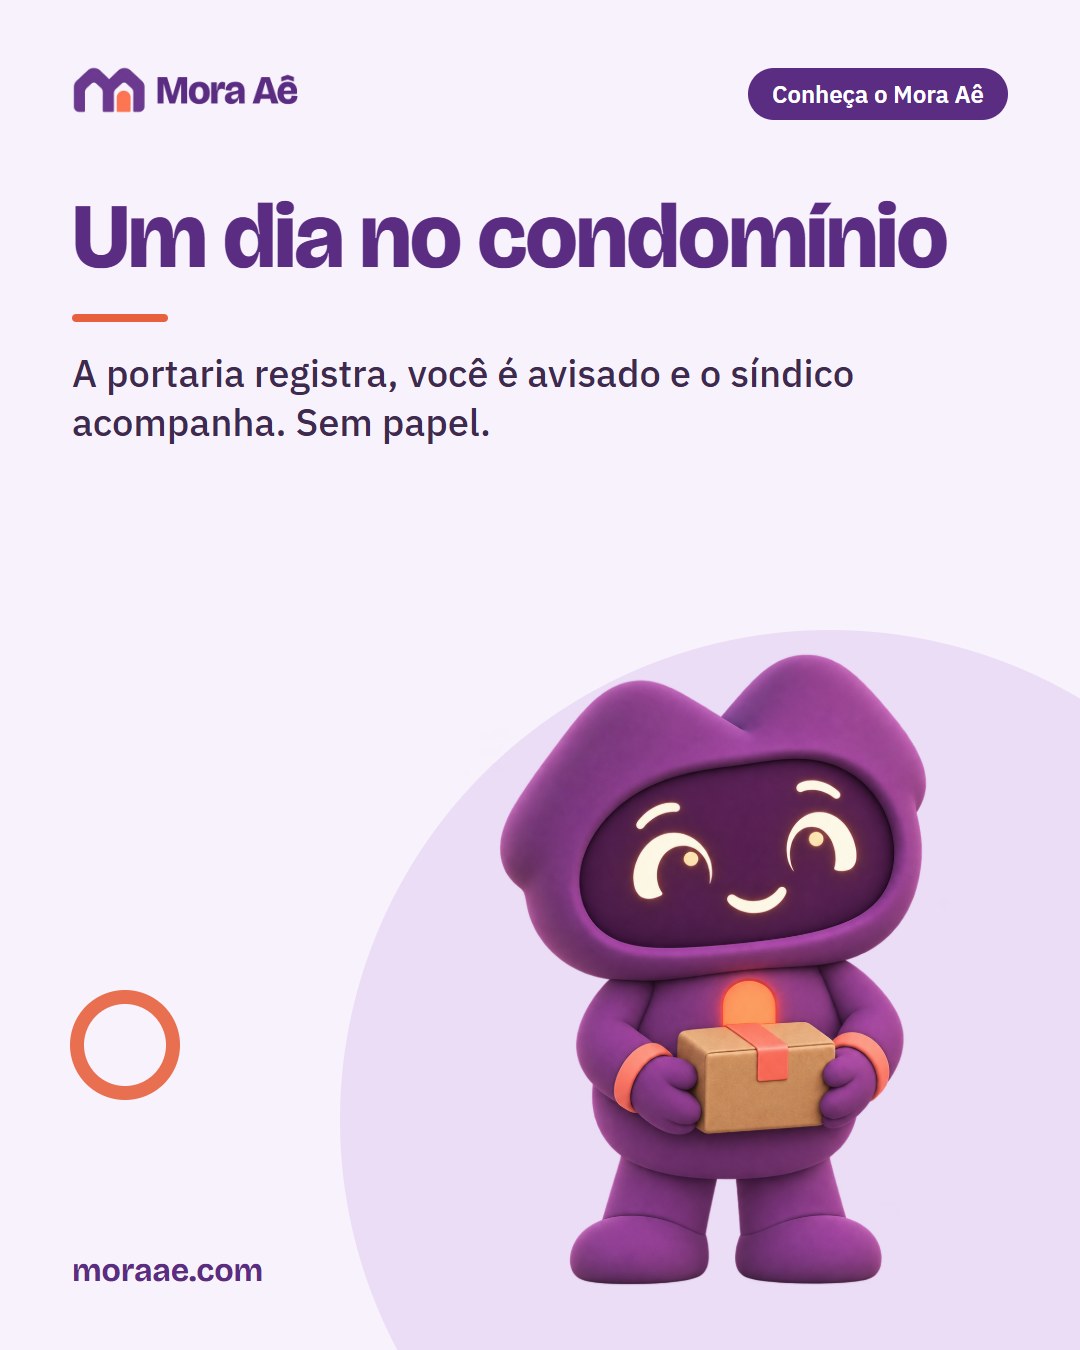 Mora Aê
Conheça o Mora Aê
Um dia no condomínio
A portaria registra, você é avisado e o síndico
acompanha. Sem papel.
moraae.com